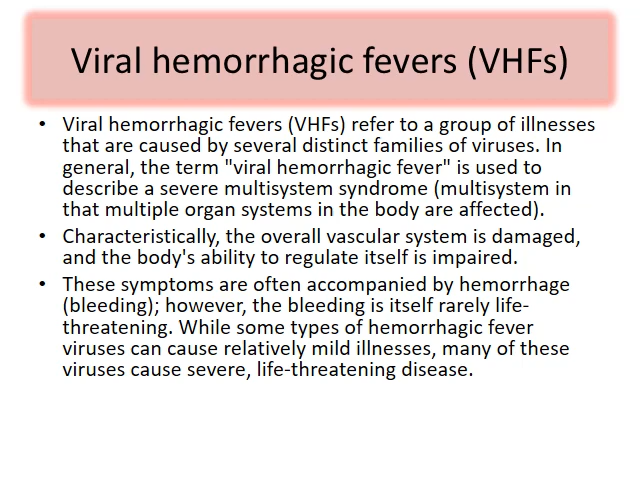 Viral hemorrhagic fevers (VHFs)
• Viral hemorrhagic fevers (VHFs) refer to a group of illnesses
that are caused by several distinct families of viruses. In
general, the term "viral hemorrhagic fever" is used to
describe a severe multisystem syndrome (multisystem in
that multiple organ systems in the body are affected).
• Characteristically, the overall vascular system is damaged,
and the body's ability to regulate itself is impaired.
• These symptoms are often accompanied by hemorrhage
(bleeding); however, the bleeding is itself rarely life-
threatening. While some types of hemorrhagic fever
viruses can cause relatively mild illnesses, many of these
viruses cause severe, life-threatening disease.